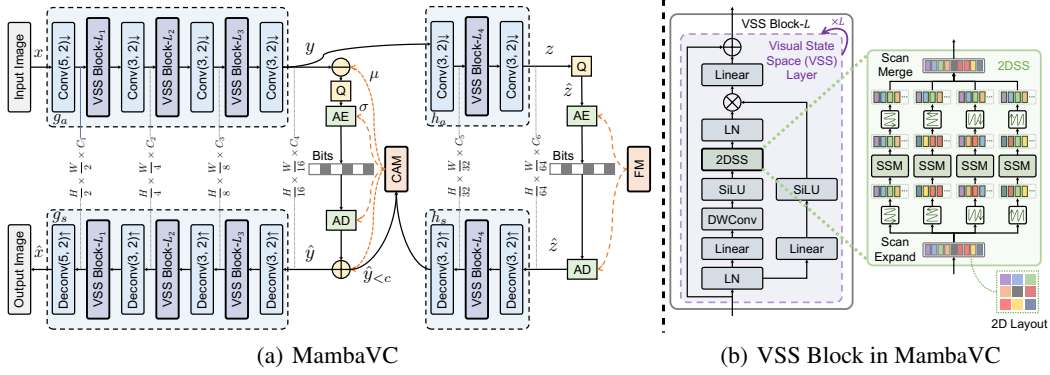 Input Image
x
Conv(5, 2)↓
VSS Block-L₁
Conv(3, 2)↓
VSS Block-L₂
Conv(3, 2)↓
VSS Block-L₃
Conv(3, 2)↓
gₐ
y
Conv(3, 2)↓
VSS Block-L₄
Conv(3, 2)↓
hₐ
z
Q
ẑ
AE
Bits
AD
ẑ
FM
μ
Q
σ
AE
Bits
AD
CAM
ŷ
ŷ<c
H/2 × W/2 × C₁
H/4 × W/4 × C₂
H/8 × W/8 × C₃
H/16 × W/16 × C₄
H/32 × W/32 × C₅
H/64 × W/64 × C₆
Output Image
x̂
gₛ
Deconv(5, 2)↑
VSS Block-L₁
Deconv(3, 2)↑
VSS Block-L₂
Deconv(3, 2)↑
VSS Block-L₃
Deconv(3, 2)↑
hₛ
Deconv(3, 2)↑
VSS Block-L₄
Deconv(3, 2)↑
(a) MambaVC
VSS Block-L
×L
Visual State
Space (VSS)
Layer
Linear
LN
2DSS
SiLU
SiLU
DWConv
Linear
Linear
LN
Scan
Merge
2DSS
SSM
SSM
SSM
SSM
Scan
Expand
2D Layout
(b) VSS Block in MambaVC